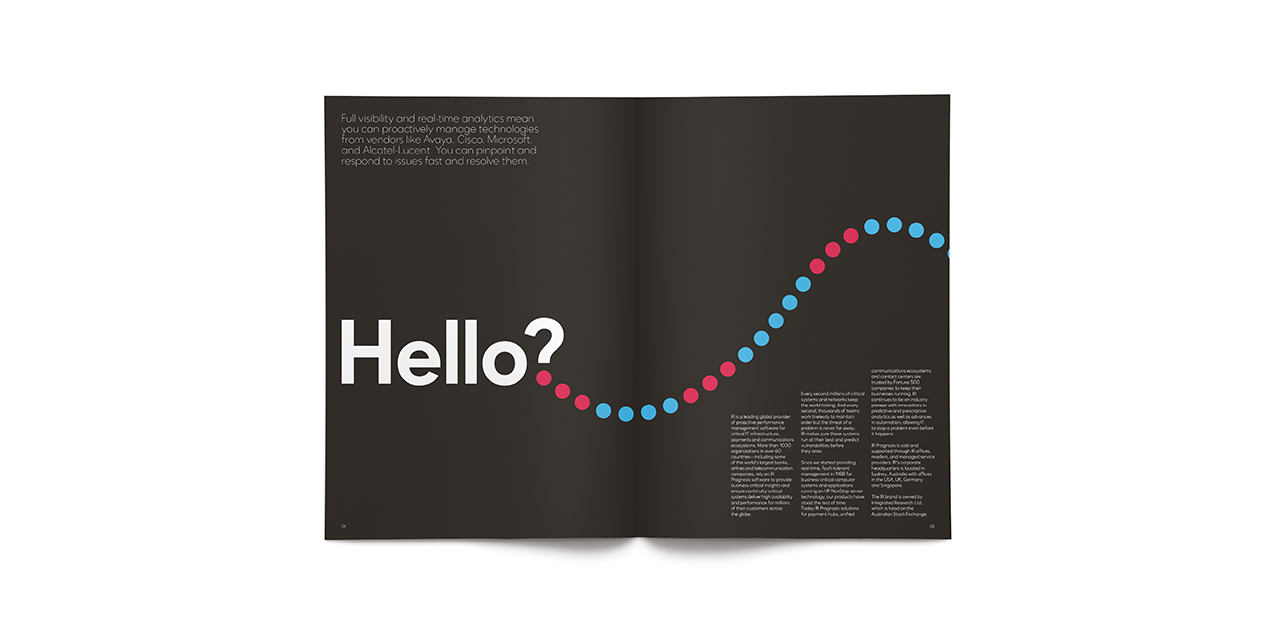 Full visibility and real-time analytics mean
you can proactively manage technologies
from vendors like Avaya, Cisco, Microsoft,
and Alcatel-Lucent. You can pinpoint and
respond to issues fast and resolve them.
Hello?
IR is a leading global provider
of proactive performance
management software for
critical IT infrastructure,
payments and communications
ecosystems. More than 1000
organizations in over 60
countries—including some
of the world's largest banks,
airlines and telecommunication
companies, rely on IR
Prognosis software to provide
business-critical insights and
ensure continuity-critical
systems deliver high availability
and performance for millions
of their customers across
the globe.
Every second millions of critical
systems and networks keep
the world ticking. And every
second, thousands of teams
work tirelessly to maintain
order but the threat of a
problem is never far away.
IR makes sure these systems
run at their best and predict
vulnerabilities before
they arise.
Since we started providing
real-time, fault-tolerant
management in 1988 for
business-critical computer
systems and applications
running on HP NonStop server
technology, our products have
stood the test of time.
Today IR Prognosis solutions
for payment hubs, unified
communications ecosystems
and contact centers are
trusted by Fortune 500
companies to keep their
businesses running. IR
continues to be an industry
pioneer with innovations in
predictive and prescriptive
analytics as well as advances
in automation, allowing IT
to stop a problem even before
it happens.
IR Prognosis is sold and
supported through IR offices,
resellers, and managed service
providers. IR's corporate
headquarters is located in
Sydney, Australia with offices
in the USA, UK, Germany
and Singapore.
The IR brand is owned by
Integrated Research Ltd,
which is listed on the
Australian Stock Exchange.
01
02